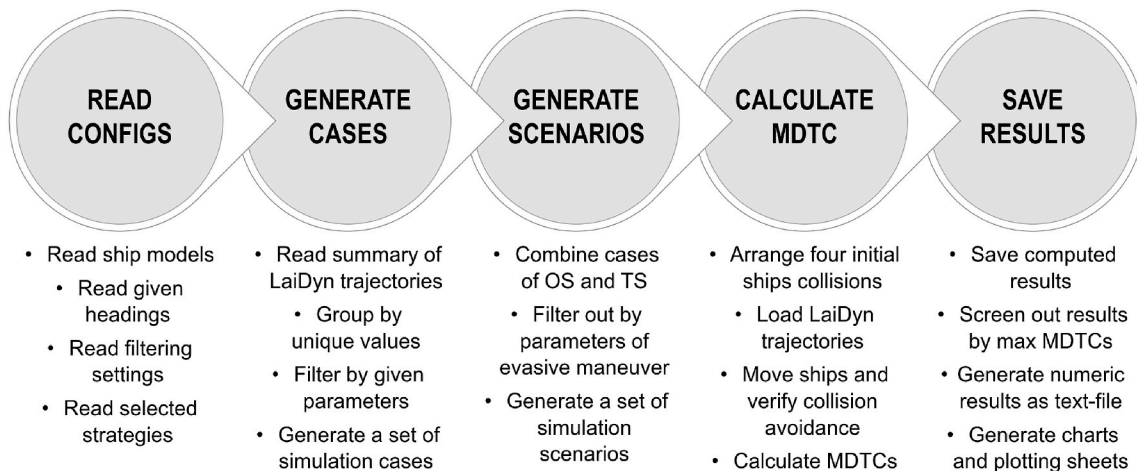 READ
CONFIGS
GENERATE
CASES
GENERATE
SCENARIOS
CALCULATE
MDTC
SAVE
RESULTS
• Read ship models
• Read given
headings
• Read filtering
settings
• Read selected
strategies
• Read summary of
LaiDyn trajectories
• Group by
unique values
• Filter by given
parameters
• Generate a set of
simulation cases
• Combine cases
of OS and TS
• Filter out by
parameters of
evasive maneuver
• Generate a set of
simulation
scenarios
• Arrange four initial
ships collisions
• Load LaiDyn
trajectories
• Move ships and
verify collision
avoidance
• Calculate MDTCs
• Save computed
results
• Screen out results
by max MDTCs
• Generate numeric
results as text-file
• Generate charts
and plotting sheets